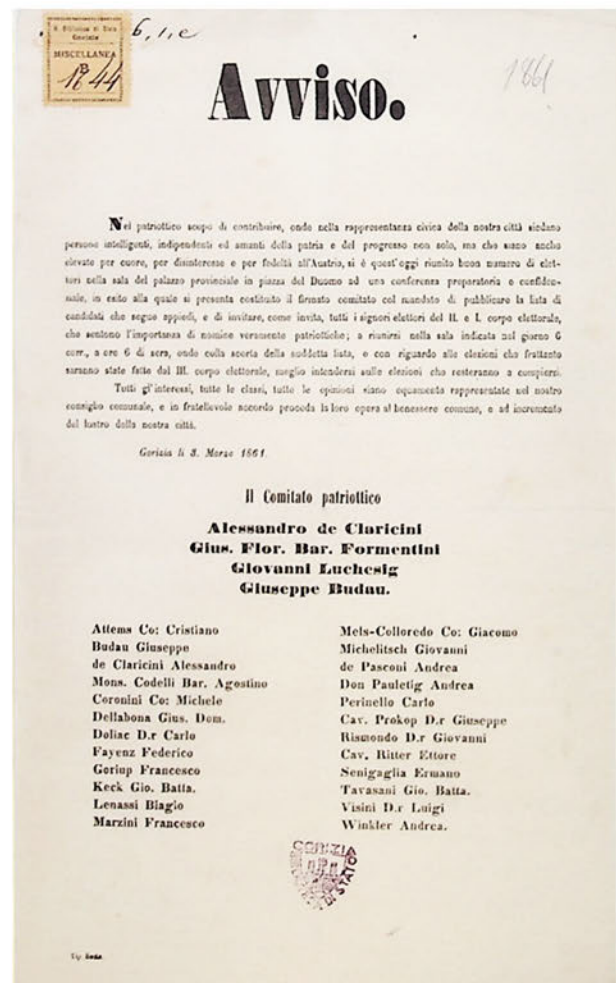 6, 1, e
R. Biblioteca di Stato
Gorizia
MISCELLANEA
B
1861
Avviso.
Nel patriottico scopo di contribuire, onde nella rappresentanza civica della nostra città siedano
persone intelligenti, indipendenti ed amanti della patria e del progresso non solo, ma che siano anche
elevate per cuore, per disinteresse e per fedeltà all'Austria, si è quest'oggi riunito buon numero di elet-
tori nella sala del palazzo provinciale in piazza del Duomo ad una conferenza preparatoria e confiden-
ziale, in esito alla quale si presenta costituito il firmato comitato col mandato di pubblicare la lista di
candidati che segue appiedi, e di invitare, come invita, tutti i signori elettori del II. e I. corpo elettorale,
che sentono l'importanza di nomine veramente patriottiche; a riunirsi nella sala indicata nel giorno 6
corr., a ore 6 di sera, onde colla scorta della suddetta lista, e con riguardo alle elezioni che frattanto
saranno state fatte dal III. corpo elettorale, meglio intendersi sulle elezioni che resteranno a compiersi.
Tutti gl'interessi, tutte le classi, tutte le opinioni siano equamente rappresentate nel nostro
consiglio comunale, e in fratellevole accordo proceda la loro opera al benessere comune, e ad incremento
del lustro della nostra città.
Gorizia li 3. Marzo 1861.
Il Comitato patriottico
Alessandro de Claricini
Gius. Flor. Bar. Formentini
Giovanni Luchesig
Giuseppe Budau.
Attems Co: Cristiano
Budau Giuseppe
de Claricini Alessandro
Mons. Codelli Bar. Agostino
Coronini Co: Michele
Dellabona Gius. Dom.
Doliac D.r Carlo
Fayenz Federico
Goriup Francesco
Keck Gio. Batta.
Lenassi Biagio
Marzini Francesco
Mels-Colloredo Co: Giacomo
Michelitsch Giovanni
de Pasconi Andrea
Don Pauletig Andrea
Perinello Carlo
Cav. Prokop D.r Giuseppe
Rismondo D.r Giovanni
Cav. Ritter Ettore
Senigaglia Ermano
Tavasani Gio. Batta.
Visini D.r Luigi
Winkler Andrea.
GORIZIA
DI STATO
Tip. Seitz.